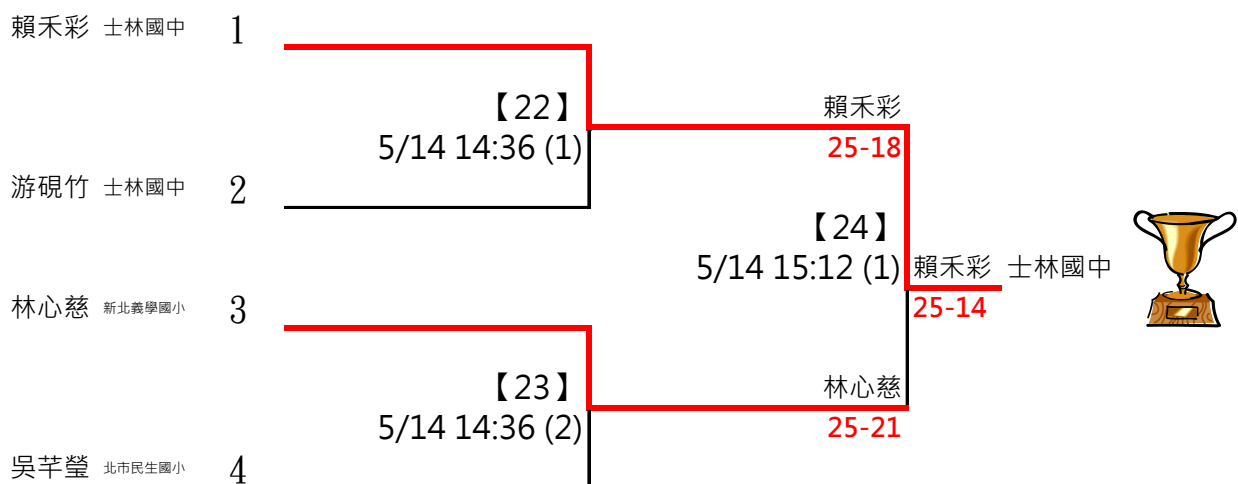 賴禾彩 士林國中 1
【22】
5/14 14:36 (1)
賴禾彩
25-18
游硯竹 士林國中 2
【24】
5/14 15:12 (1)
賴禾彩 士林國中
25-14
林心慈 新北義學國小 3
【23】
5/14 14:36 (2)
林心慈
25-21
吳芊瑩 北市民生國小 4